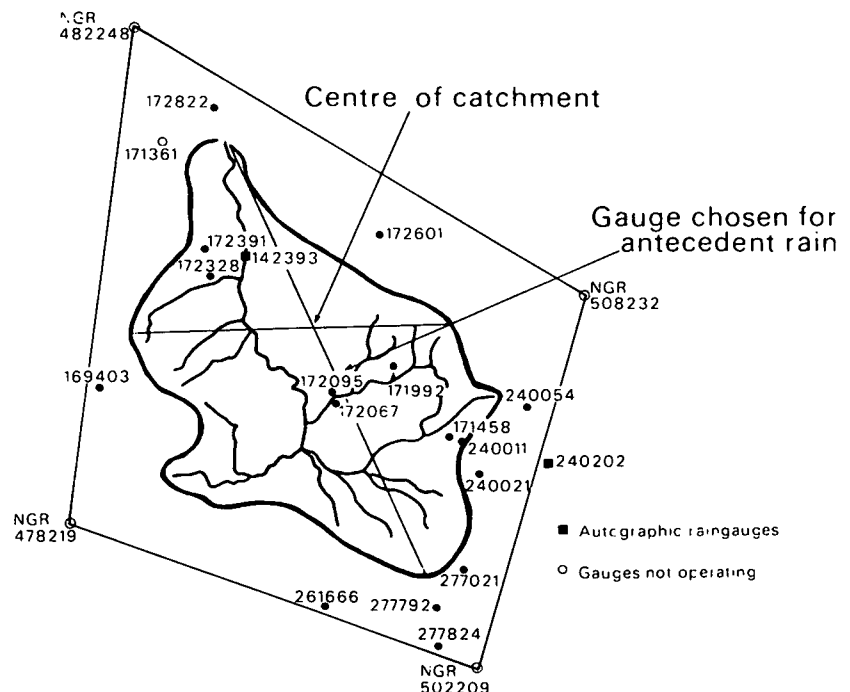 NGR
482248
172822
Centre of catchment
171361
172601
Gauge chosen for
antecedent rain
172391
142393
172328
NGR
508232
169403
172095
171992
172067
240054
171458
240011
240202
240021
NGR
478219
Autographic raingauges
Gauges not operating
277021
261666
277792
277824
NGR
502209